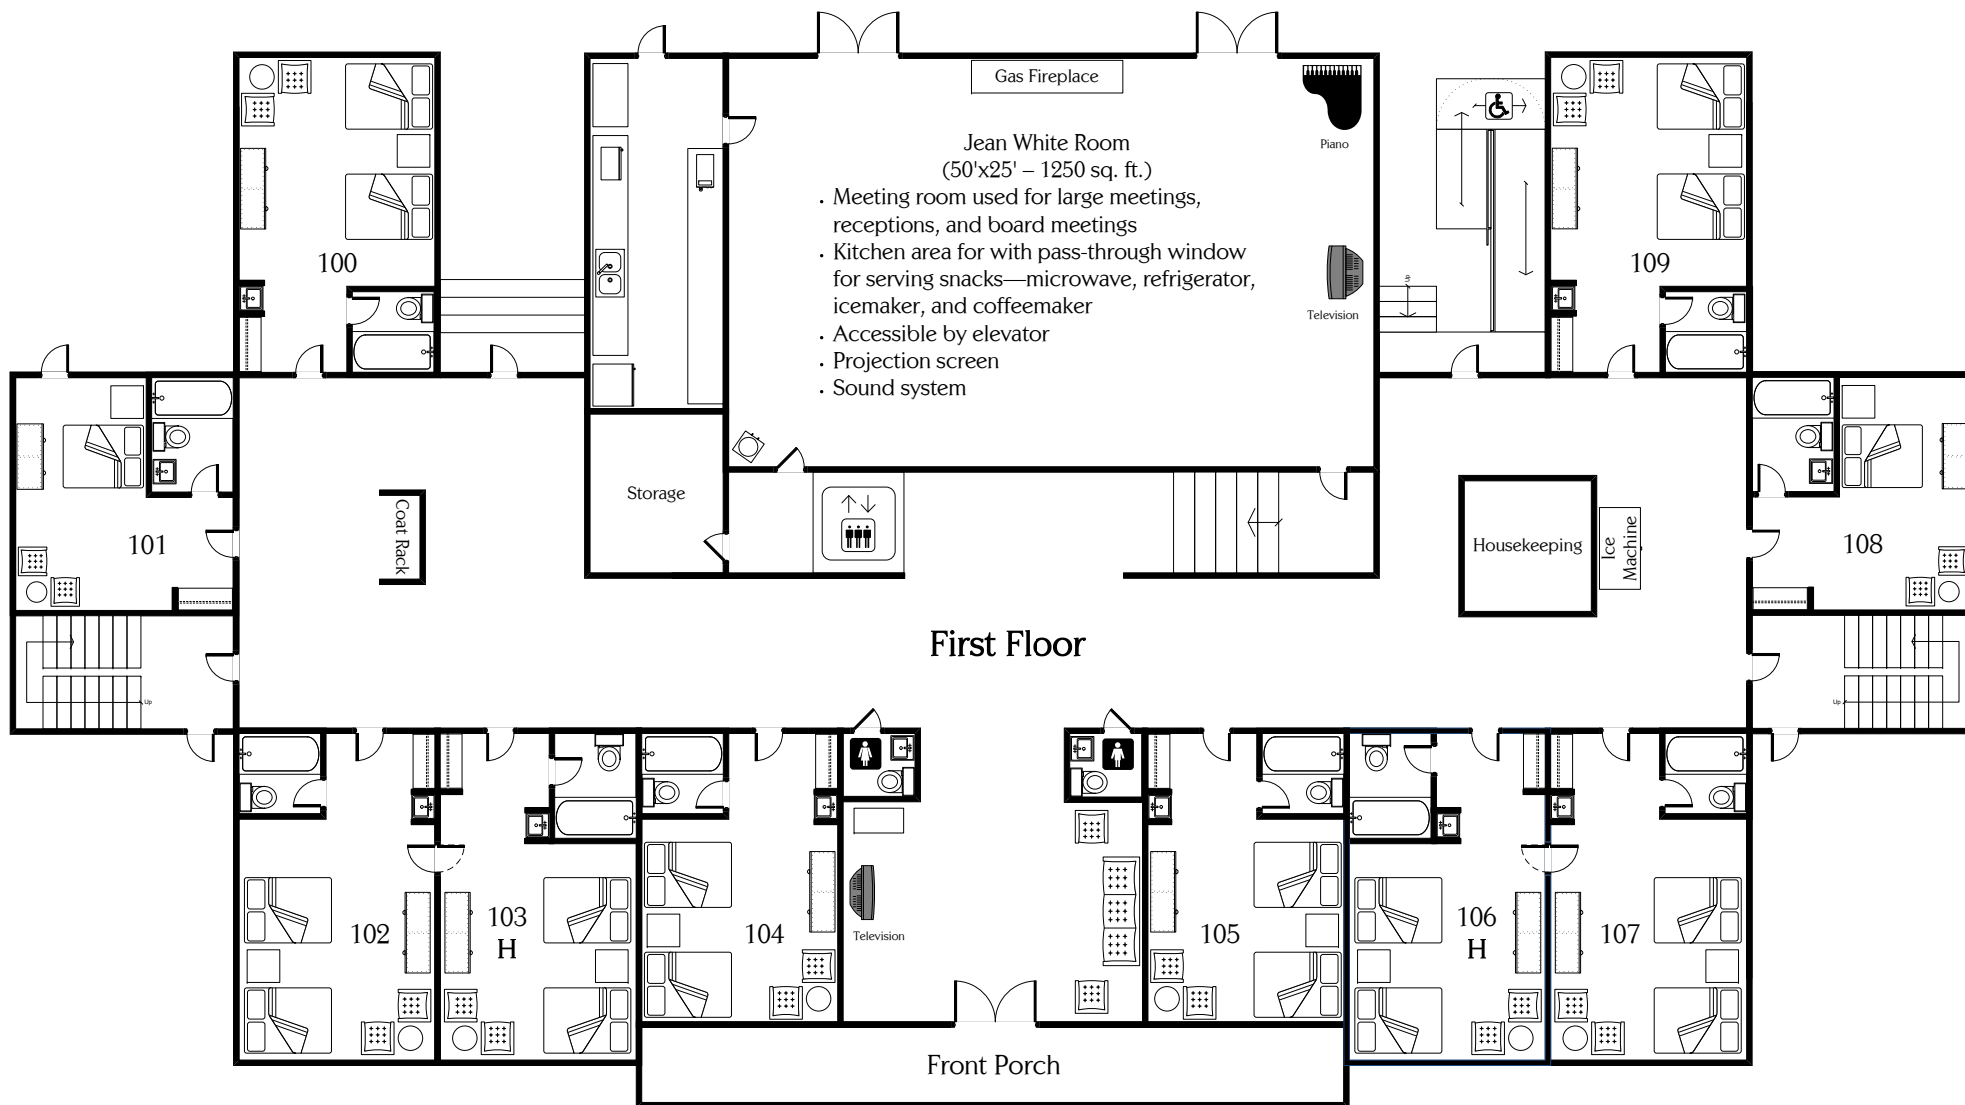 Gas Fireplace
Jean White Room
(50'x25' – 1250 sq. ft.)
• Meeting room used for large meetings,
receptions, and board meetings
• Kitchen area for with pass-through window
for serving snacks—microwave, refrigerator,
icemaker, and coffeemaker
• Accessible by elevator
• Projection screen
• Sound system
Piano
Television
Up
100
109
101
Coat Rack
Storage
Housekeeping
Ice
Machine
108
First Floor
Up
Up
102
103
H
104
Television
105
106
H
107
Front Porch